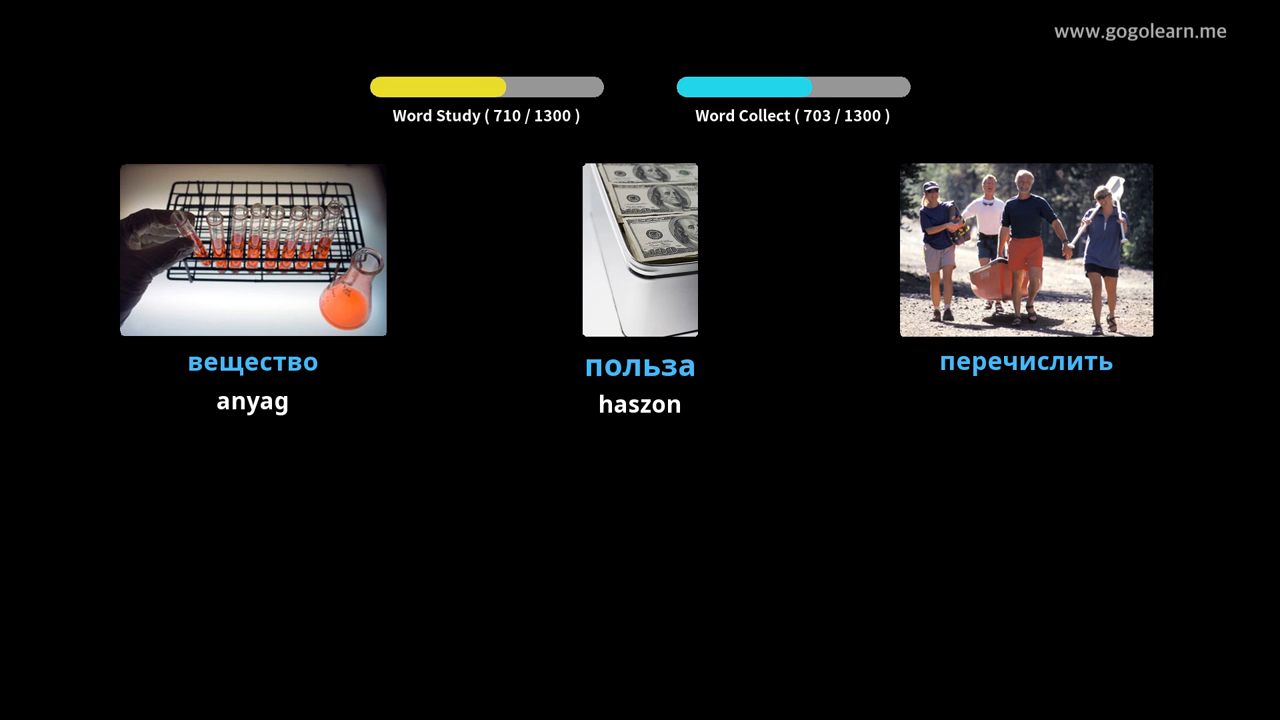 www.gogolearn.me
Word Study ( 710 / 1300 )
Word Collect ( 703 / 1300 )
вещество
anyag
польза
haszon
перечислить